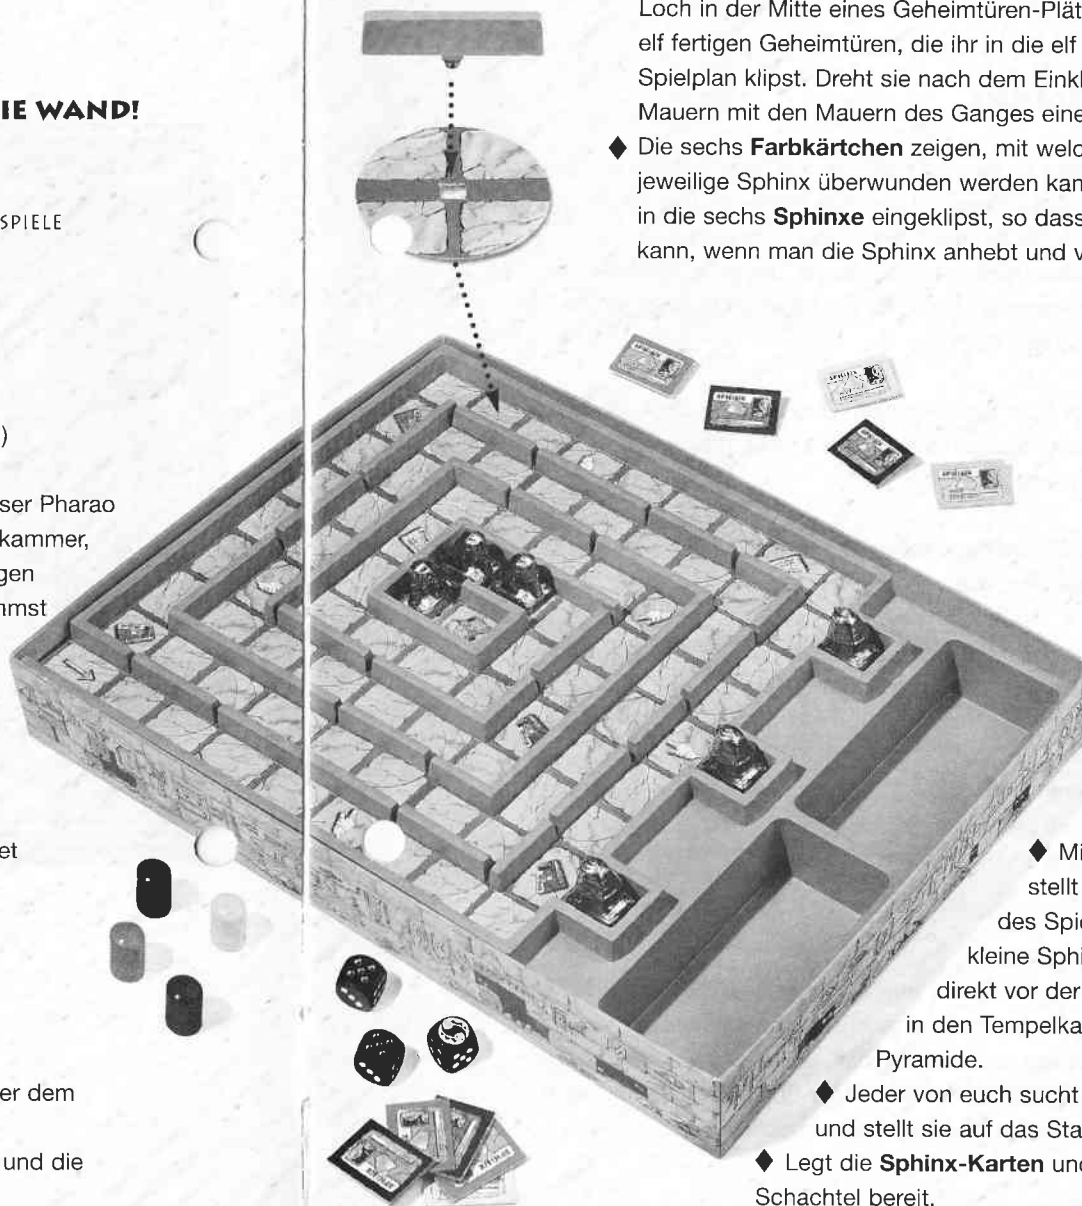 IE WAND!
SPIELE
)
ser Pharao
kammer,
gen
mmst
et
er dem
und die
Loch in der Mitte eines Geheimtüren-Plät
elf fertigen Geheimtüren, die ihr in die elf
Spielplan klipst. Dreht sie nach dem Einkl
Mauern mit den Mauern des Ganges eine
♦ Die sechs Farbkärtchen zeigen, mit welc
jeweilige Sphinx überwunden werden kan
in die sechs Sphinxe eingeklipst, so dass
kann, wenn man die Sphinx anhebt und v
♦ Mi
stellt
des Spie
kleine Sphi
direkt vor der
in den Tempelka
Pyramide.
♦ Jeder von euch sucht
und stellt sie auf das Sta
♦ Legt die Sphinx-Karten und
Schachtel bereit.